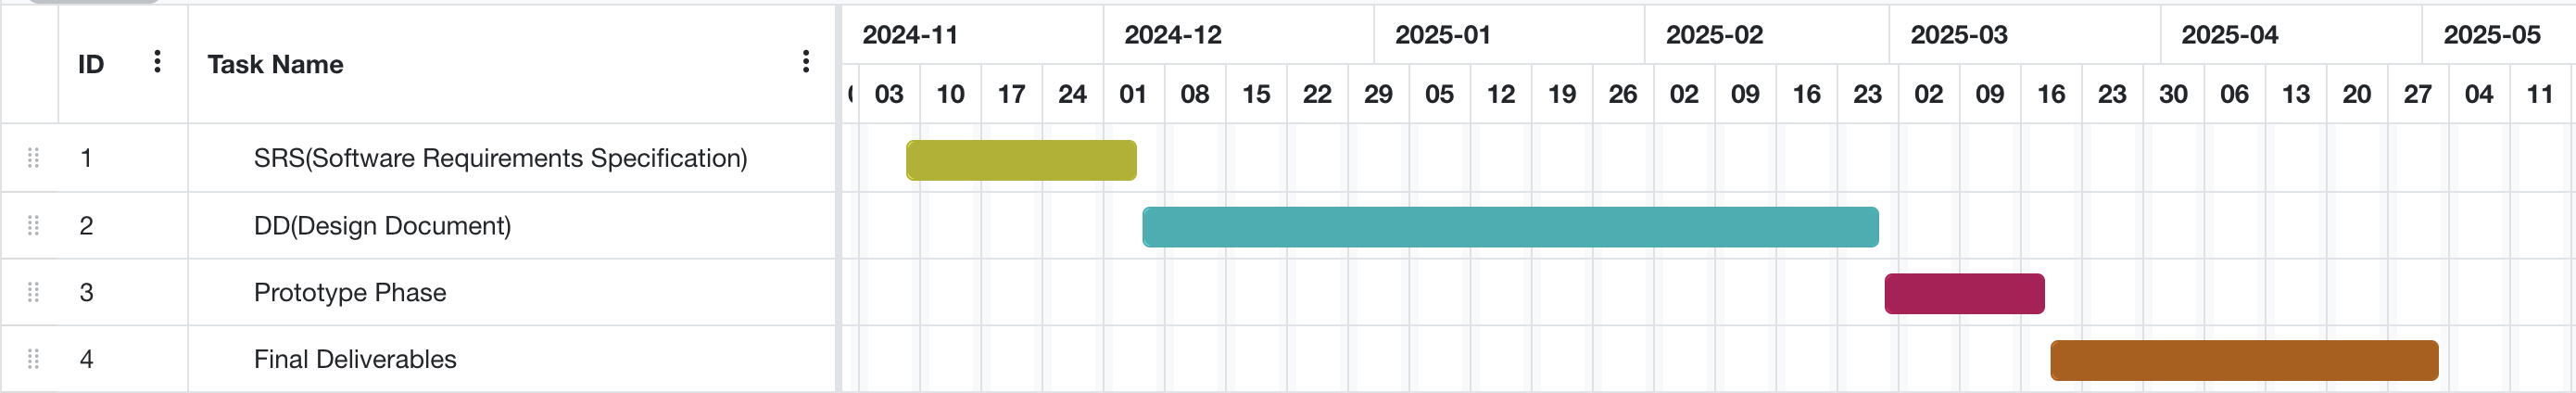 ID Task Name 2024-11 2024-12 2025-01 2025-02 2025-03 2025-04 2025-05
03 10 17 24 01 08 15 22 29 05 12 19 26 02 09 16 23 02 09 16 23 30 06 13 20 27 04 11
1 SRS(Software Requirements Specification)
2 DD(Design Document)
3 Prototype Phase
4 Final Deliverables